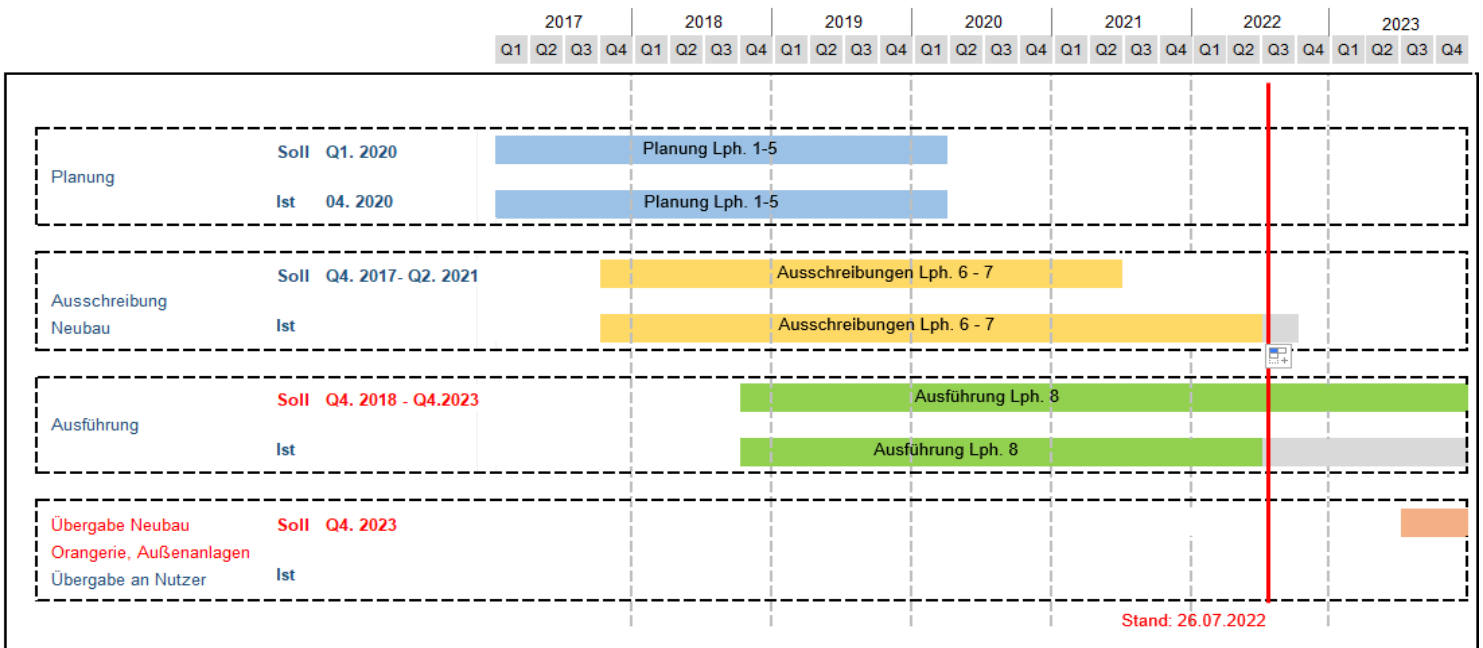 2017 2018 2019 2020 2021 2022 2023
Q1 Q2 Q3 Q4 Q1 Q2 Q3 Q4 Q1 Q2 Q3 Q4 Q1 Q2 Q3 Q4 Q1 Q2 Q3 Q4 Q1 Q2 Q3 Q4 Q1 Q2 Q3 Q4
Soll Q1. 2020 Planung Lph. 1-5
Planung
Ist 04. 2020 Planung Lph. 1-5
Soll Q4. 2017- Q2. 2021 Ausschreibungen Lph. 6 - 7
Ausschreibung
Neubau Ist Ausschreibungen Lph. 6 - 7
Soll Q4. 2018 - Q4.2023 Ausführung Lph. 8
Ausführung
Ist Ausführung Lph. 8
Übergabe Neubau Soll Q4. 2023
Orangerie, Außenanlagen
Übergabe an Nutzer Ist
Stand: 26.07.2022